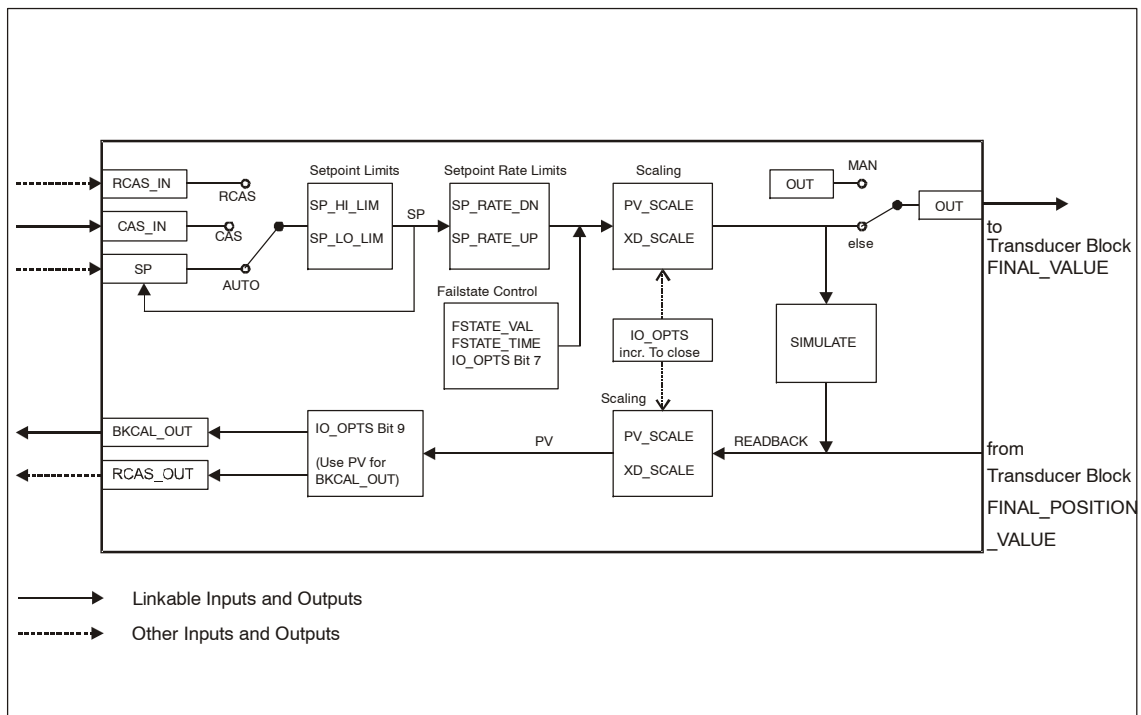 MAN
Setpoint Limits
Setpoint Rate Limits
Scaling
RCAS_IN
RCAS
OUT
SP_HI_LIM
SP_LO_LIM
SP
SP_RATE_DN
SP_RATE_UP
PV_SCALE
XD_SCALE
OUT
CAS_IN
CAS
else
to
Transducer Block
FINAL_VALUE
SP
AUTO
Failstate Control
FSTATE_VAL
FSTATE_TIME
IO_OPTS Bit 7
IO_OPTS
incr. To close
SIMULATE
Scaling
BKCAL_OUT
IO_OPTS Bit 9
(Use PV for
BKCAL_OUT)
PV
PV_SCALE
XD_SCALE
READBACK
from
Transducer Block
FINAL_POSITION
_VALUE
RCAS_OUT
Linkable Inputs and Outputs
Other Inputs and Outputs